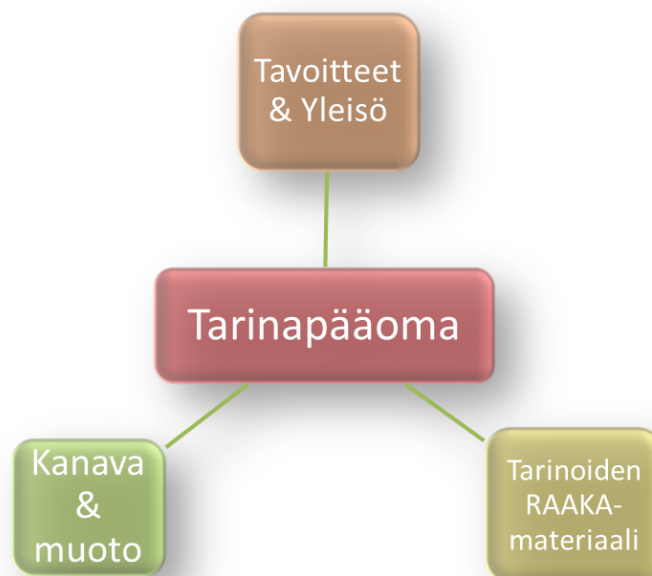 Tavoitteet
& Yleisö
Tarinapääoma
Kanava
&
muoto
Tarinoiden
RAAKA-
materiaali